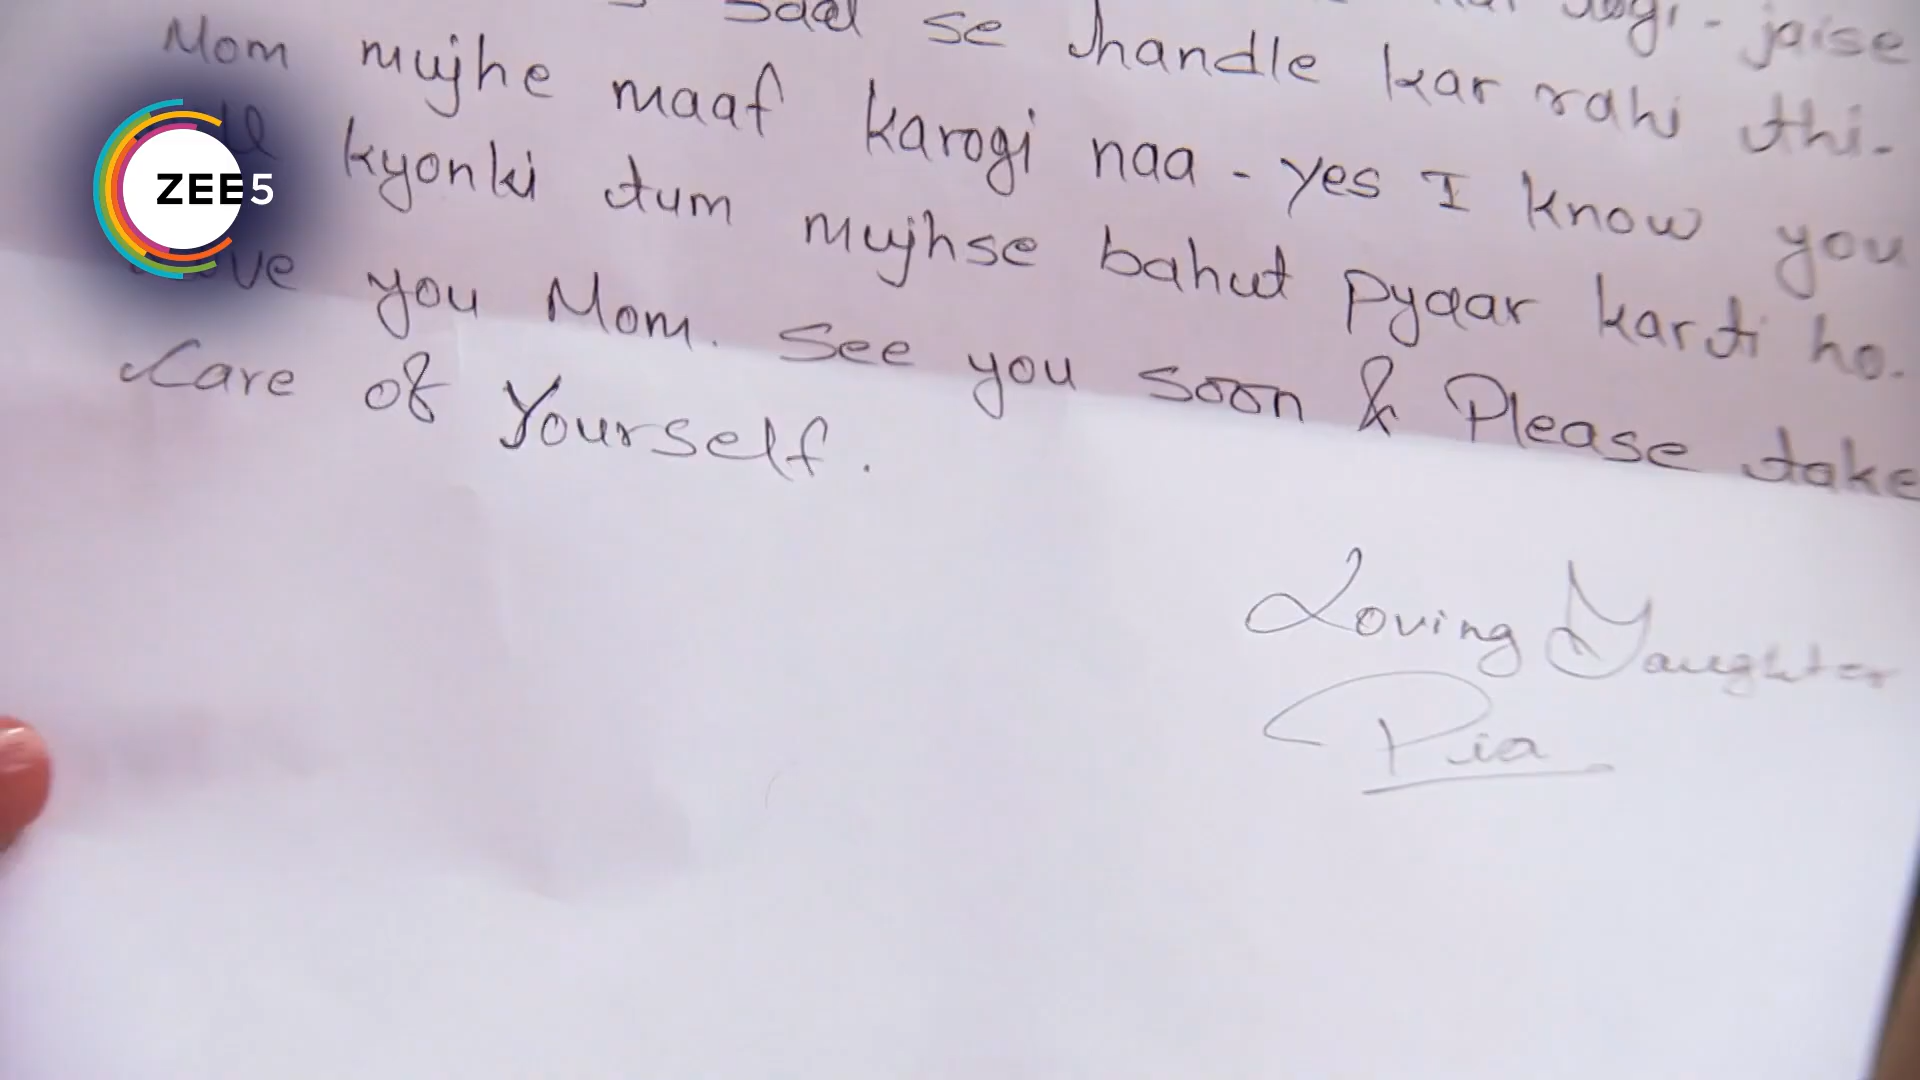 jaise
saal se handle kar rahi thi.
Mom mujhe maaf karogi naa - yes I know you
kyonki tum mujhse bahut pyaar karti ho.
you Mom. See you soon & Please take
Care of Yourself.
Loving Daughter
Pia
ZEE5